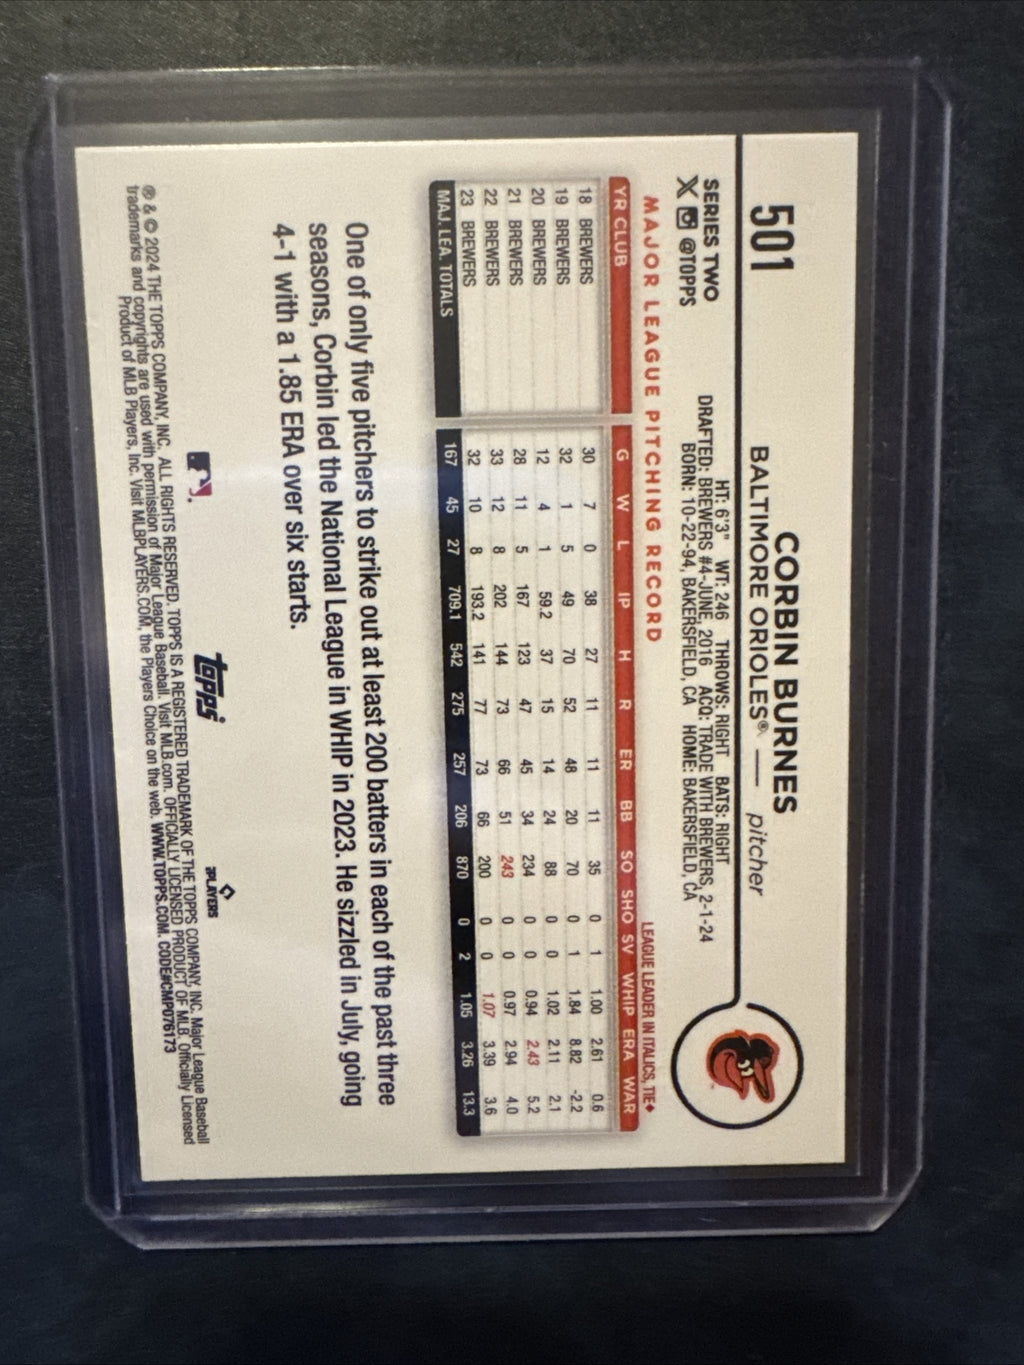 501
CORBIN BURNES
BALTIMORE ORIOLES® — pitcher
SERIES TWO
@TOPPS
HT: 6'3" WT: 246 THROWS: RIGHT BATS: RIGHT
DRAFTED: BREWERS #4-JUNE, 2016 ACQ: TRADE WITH BREWERS, 2-1-24
BORN: 10-22-94, BAKERSFIELD, CA HOME: BAKERSFIELD, CA
MAJOR LEAGUE PITCHING RECORD
LEAGUE LEADER IN ITALICS, TIE♦
YR CLUB G W L IP H R ER BB SO SHO SV WHIP ERA WAR
18 BREWERS 30 7 0 38 27 11 11 11 35 0 1 1.00 2.61 0.6
19 BREWERS 32 1 5 49 70 52 48 20 70 0 1 1.84 8.82 -2.2
20 BREWERS 12 4 1 59.2 37 15 14 24 88 0 0 1.02 2.11 2.1
21 BREWERS 28 11 5 167 123 47 45 34 234 0 0 0.94 2.43 5.2
22 BREWERS 33 12 8 202 144 73 66 51 243 0 0 0.97 2.94 4.0
23 BREWERS 32 10 8 193.2 141 77 73 66 200 0 0 1.07 3.39 3.6
MAJ. LEA. TOTALS 167 45 27 709.1 542 275 257 206 870 0 2 1.05 3.26 13.3
One of only five pitchers to strike out at least 200 batters in each of the past three
seasons, Corbin led the National League in WHIP in 2023. He sizzled in July, going
4-1 with a 1.85 ERA over six starts.
topps
PLAYERS
® & © 2024 THE TOPPS COMPANY, INC. ALL RIGHTS RESERVED. TOPPS IS A REGISTERED TRADEMARK OF THE TOPPS COMPANY, INC. Major League Baseball
trademarks and copyrights are used with permission of Major League Baseball. Visit MLB.com. OFFICIALLY LICENSED PRODUCT OF MLB. Officially Licensed
Product of MLB Players, Inc. Visit MLBPLAYERS.COM, the Players Choice on the web. WWW.TOPPS.COM. CODE#CMP076173